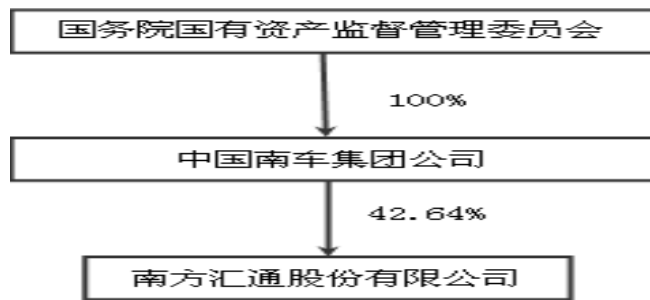 国务院国有资产监督管理委员会
100%
中国南车集团公司
42.64%
南方汇通股份有限公司